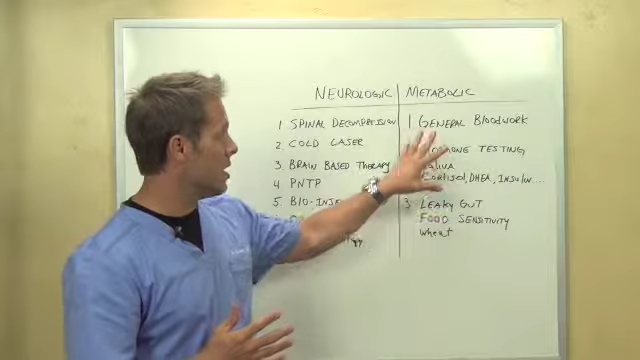 NEUROLOGIC METABOLIC
1. SPINAL DECOMPRESSION
2. COLD LASER
3. BRAIN BASED THERAPY
4 PNTP
5 BIO-
1 GENERAL BLOODWORK
TESTING
CORTISOL, DHEA, INSULIN....
3 LEAKY GUT
FOOD SENSITIVITY
wheat